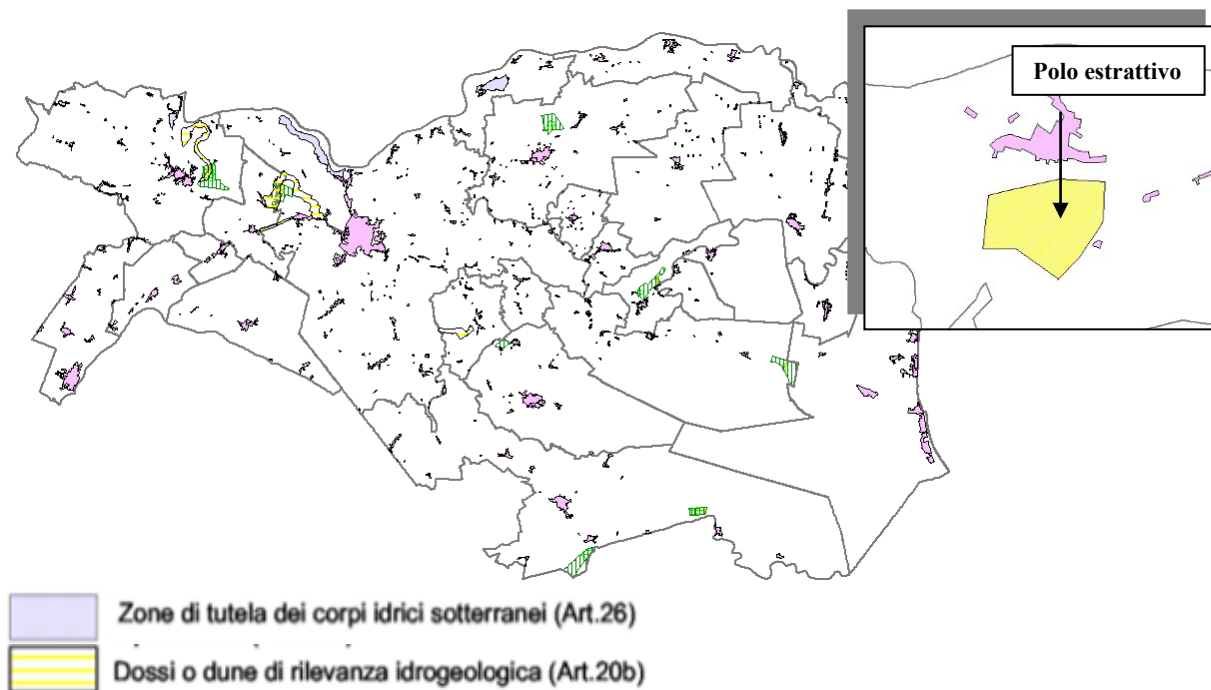 Polo estrattivo
Zone di tutela dei corpi idrici sotterranei (Art.26)
Dossi o dune di rilevanza idrogeologica (Art.20b)